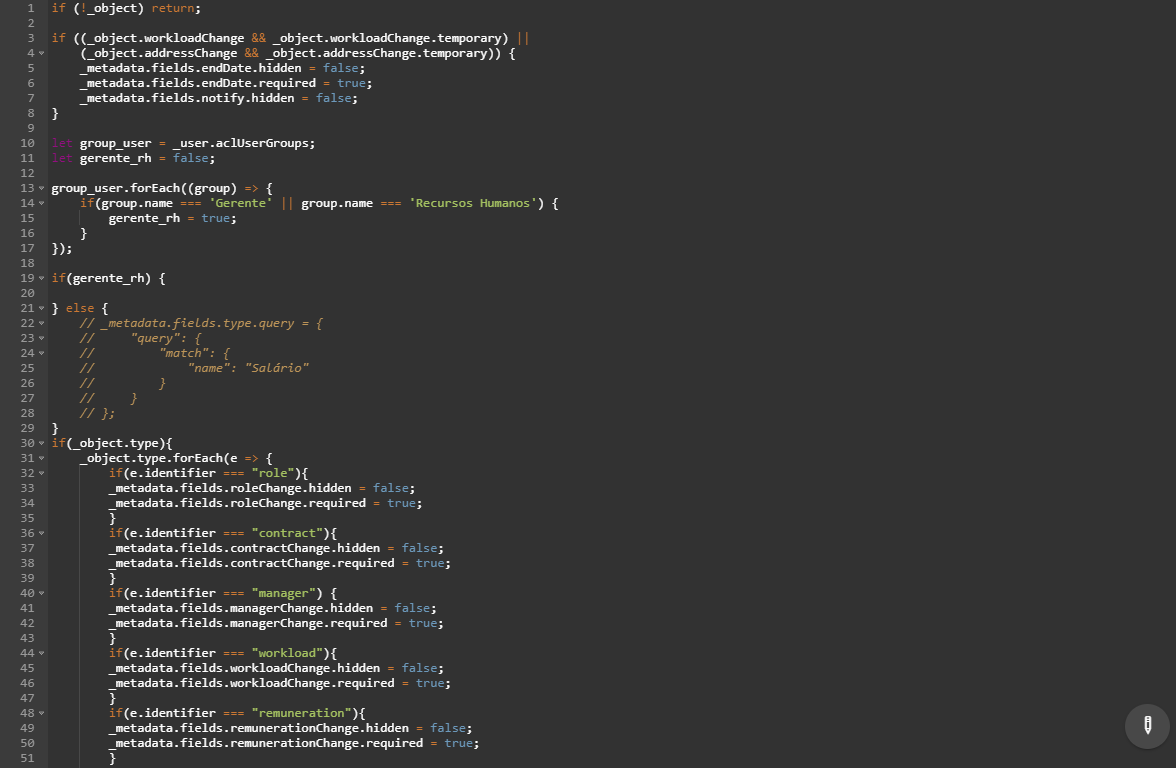 1 if (!_object) return;
2
3 if ((_object.workloadChange && _object.workloadChange.temporary) ||
4     (_object.addressChange && _object.addressChange.temporary)) {
5     _metadata.fields.endDate.hidden = false;
6     _metadata.fields.endDate.required = true;
7     _metadata.fields.notify.hidden = false;
8 }
9
10 let group_user = _user.aclUserGroups;
11 let gerente_rh = false;
12
13 group_user.forEach((group) => {
14     if(group.name === 'Gerente' || group.name === 'Recursos Humanos') {
15         gerente_rh = true;
16     }
17 });
18
19 if(gerente_rh) {
20
21 } else {
22     // _metadata.fields.type.query = {
23     //     "query": {
24     //         "match": {
25     //             "name": "Salário"
26     //         }
27     //     }
28     // };
29 }
30 if(_object.type){
31     _object.type.forEach(e => {
32         if(e.identifier === "role"){
33         _metadata.fields.roleChange.hidden = false;
34         _metadata.fields.roleChange.required = true;
35         }
36         if(e.identifier === "contract"){
37         _metadata.fields.contractChange.hidden = false;
38         _metadata.fields.contractChange.required = true;
39         }
40         if(e.identifier === "manager") {
41         _metadata.fields.managerChange.hidden = false;
42         _metadata.fields.managerChange.required = true;
43         }
44         if(e.identifier === "workload"){
45         _metadata.fields.workloadChange.hidden = false;
46         _metadata.fields.workloadChange.required = true;
47         }
48         if(e.identifier === "remuneration"){
49         _metadata.fields.remunerationChange.hidden = false;
50         _metadata.fields.remunerationChange.required = true;
51         }